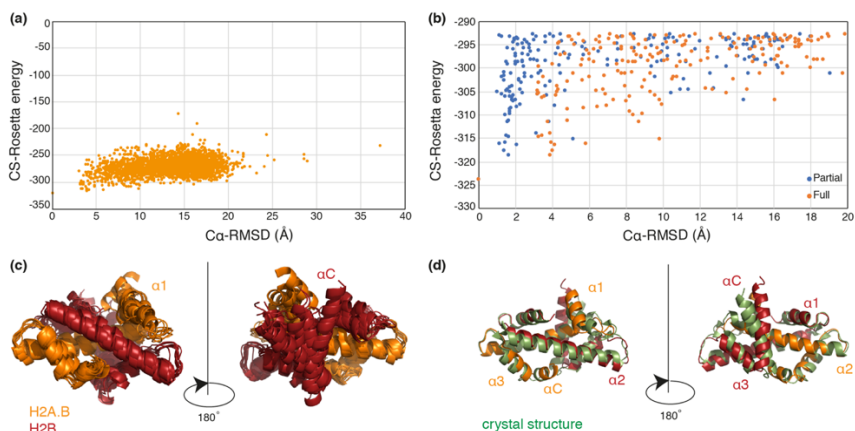 (a)
0
-50
-100
-150
-200
-250
-300
-350
CS-Rosetta energy
0
5
10
15
20
25
30
35
40
Cα-RMSD (Å)
(b)
-290
-295
-300
-305
-310
-315
-320
-325
-330
CS-Rosetta energy
Partial
Full
0
2
4
6
8
10
12
14
16
18
20
Cα-RMSD (Å)
(c)
α1
αC
H2A.B
H2B
180°
(d)
α1
α3
αC
α2
αC
α1
α3
α2
crystal structure
180°